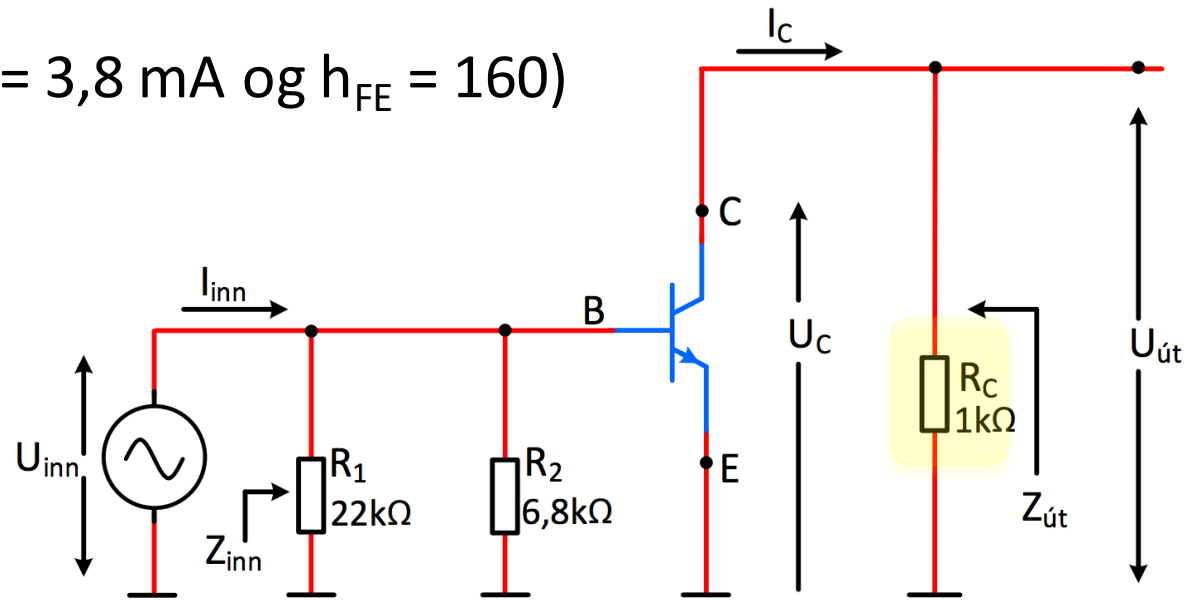 = 3,8 mA og hFE = 160)
IC
C
Iinn
B
UC
Uút
RC
1kΩ
Uinn
R1
22kΩ
R2
6,8kΩ
E
Zinn
Zút